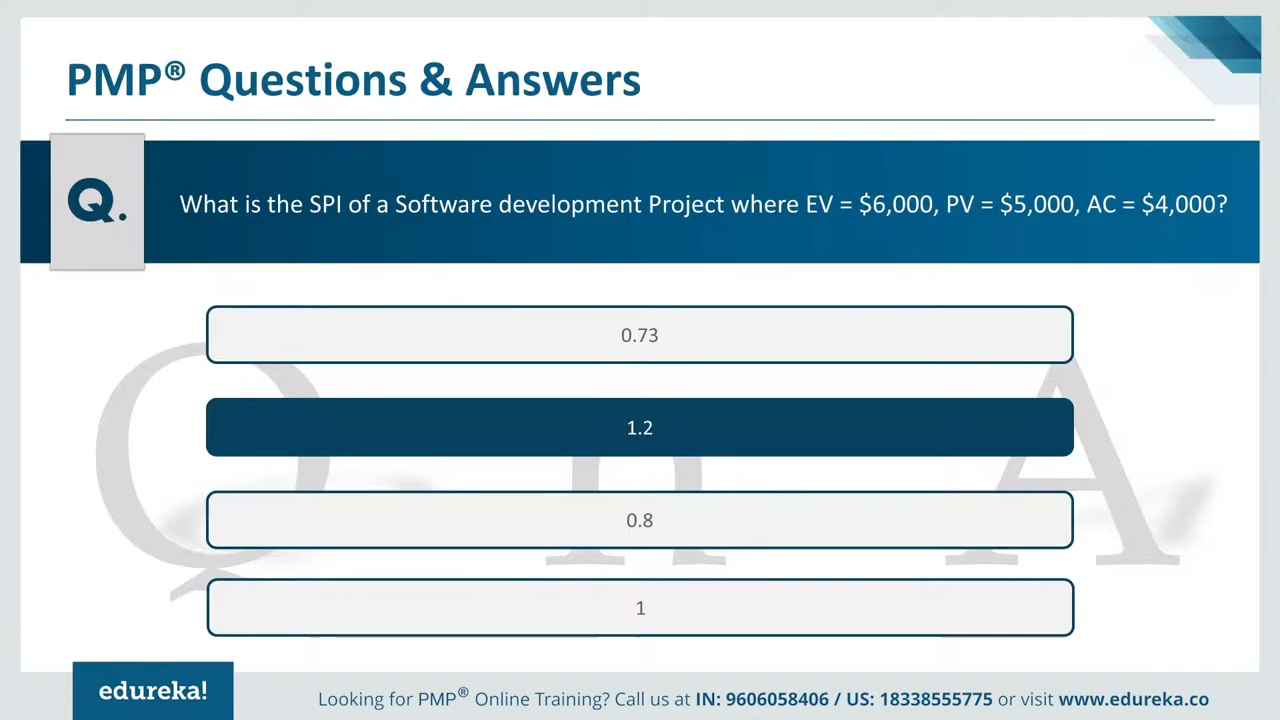 PMP® Questions & Answers
Q.
What is the SPI of a Software development Project where EV = $6,000, PV = $5,000, AC = $4,000?
0.73
1.2
0.8
1
Q n A
edureka!
Looking for PMP® Online Training? Call us at IN: 9606058406 / US: 18338555775 or visit www.edureka.co